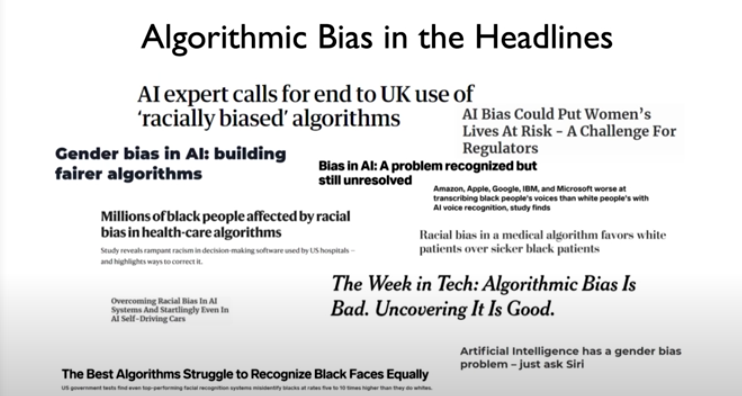 Algorithmic Bias in the Headlines
AI expert calls for end to UK use of
‘racially biased’ algorithms
AI Bias Could Put Women’s
Lives At Risk – A Challenge For
Regulators
Gender bias in AI: building
fairer algorithms
Bias in AI: A problem recognized but
still unresolved
Amazon, Apple, Google, IBM, and Microsoft worse at
transcribing black people’s voices than white people’s with
AI voice recognition, study finds
Millions of black people affected by racial
bias in health-care algorithms
Study reveals rampant racism in decision-making software used by US hospitals –
and highlights ways to correct it.
Racial bias in a medical algorithm favors white
patients over sicker black patients
The Week in Tech: Algorithmic Bias Is
Bad. Uncovering It Is Good.
Overcoming Racial Bias In AI
Systems And Startlingly Even In
AI Self-Driving Cars
Artificial Intelligence has a gender bias
problem – just ask Siri
The Best Algorithms Struggle to Recognize Black Faces Equally
US government tests find even top-performing facial recognition systems misidentify blacks at rates five to 10 times higher than they do whites.